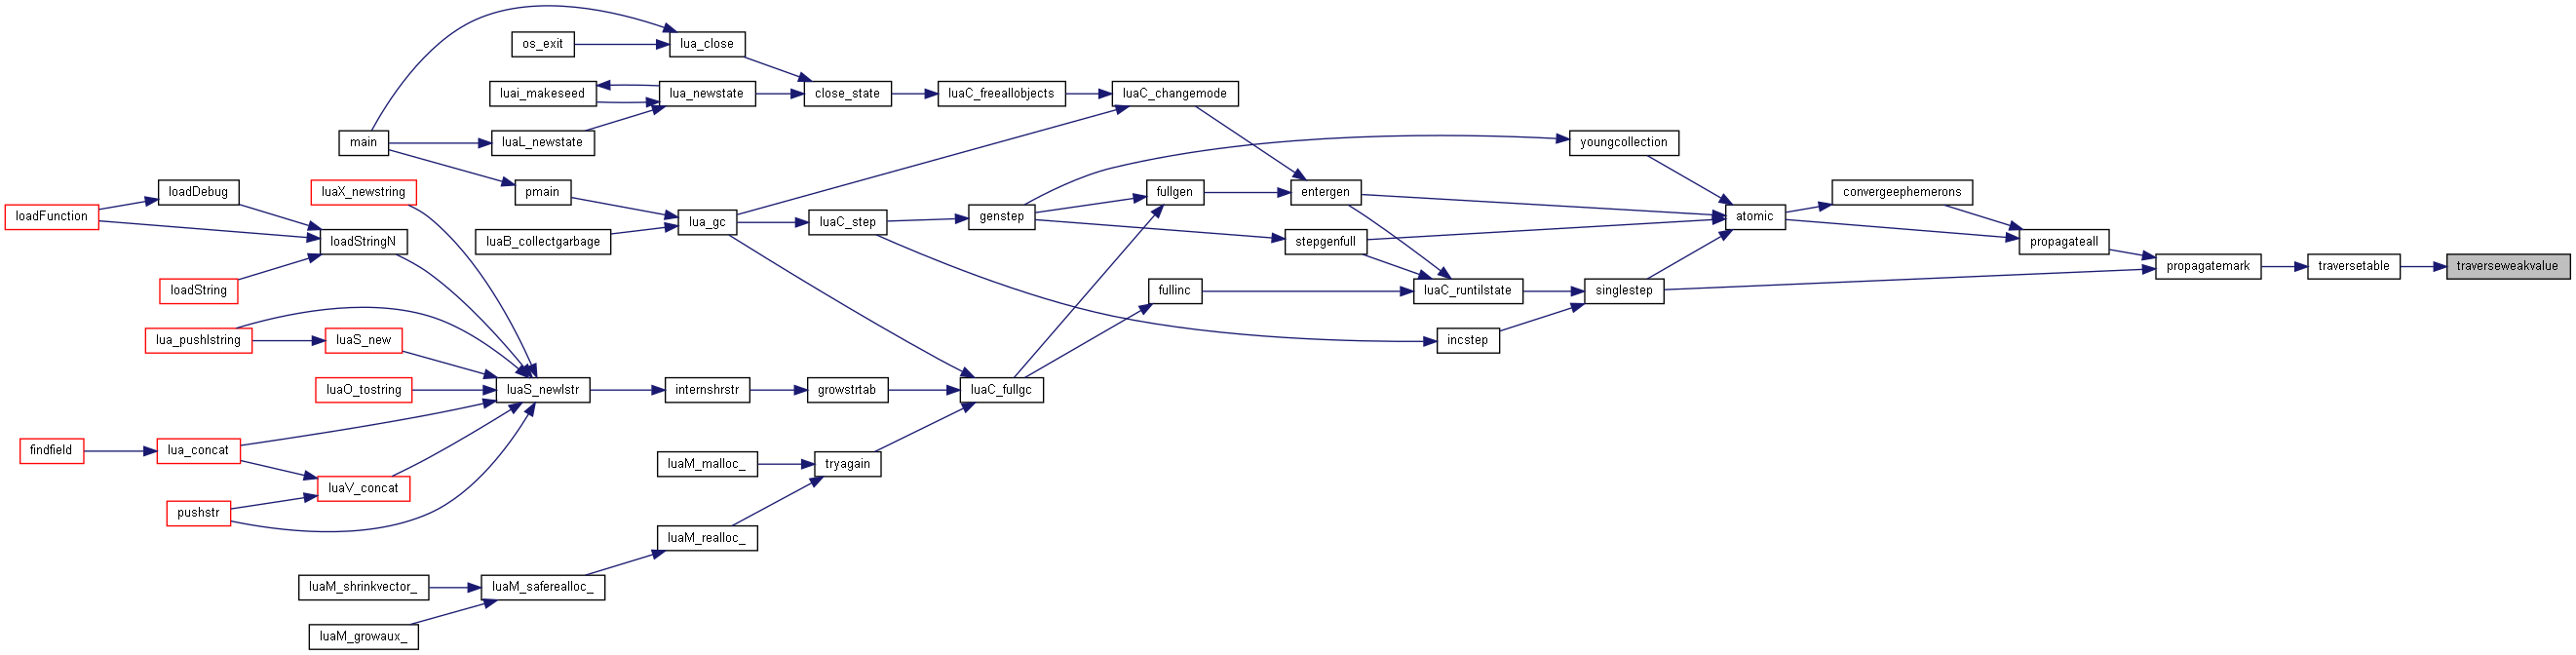 os_exit
lua_close
luai_makeseed
lua_newstate
close_state
luaC_freeallobjects
luaC_changemode
main
luaL_newstate
youngcollection
loadDebug
luaX_newstring
pmain
fullgen
entergen
convergeephemerons
loadFunction
lua_gc
luaC_step
genstep
atomic
loadStringN
luaB_collectgarbage
stepgenfull
propagateall
propagatemark
traversetable
traverseweakvalue
loadString
fullinc
luaC_runtilstate
singlestep
lua_pushlstring
luaS_new
incstep
luaO_tostring
luaS_newlstr
internshrstr
growstrtab
luaC_fullgc
findfield
lua_concat
luaM_malloc_
tryagain
luaV_concat
pushstr
luaM_realloc_
luaM_shrinkvector_
luaM_saferealloc_
luaM_growaux_